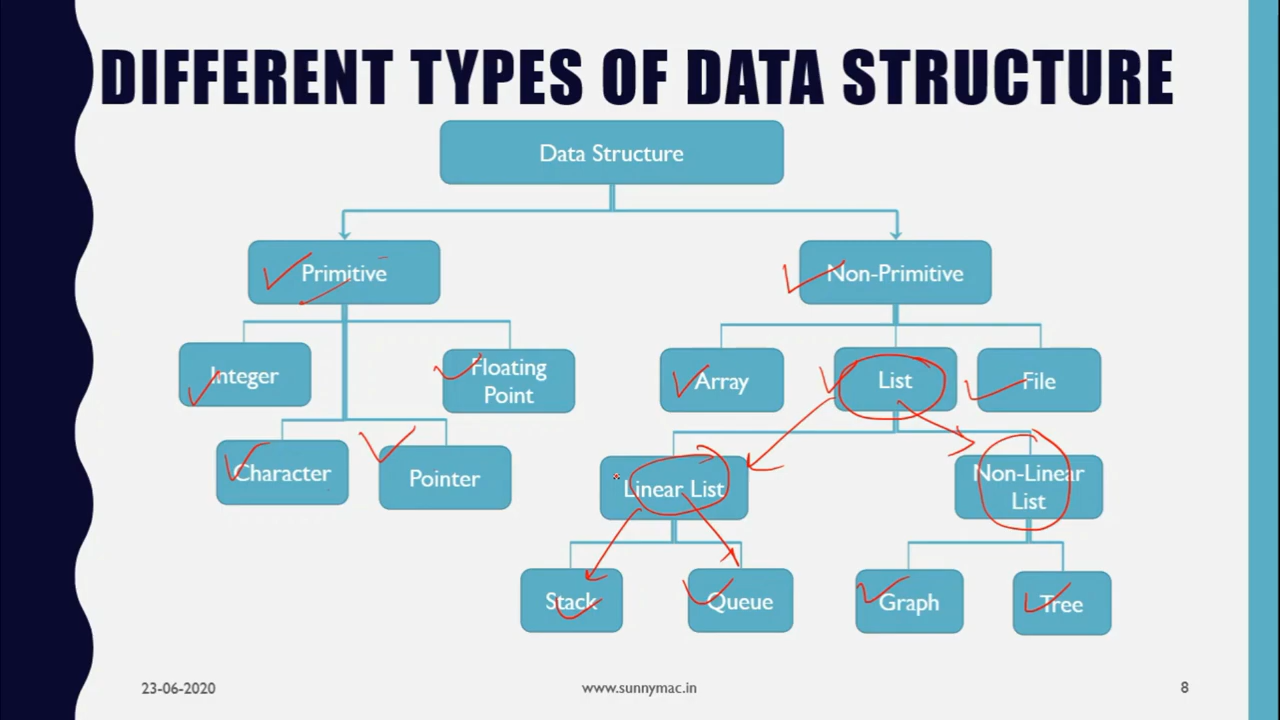 DIFFERENT TYPES OF DATA STRUCTURE
Data Structure
Primitive
Non-Primitive
Integer
Floating
Point
Array
List
File
Character
Pointer
Linear List
Non-Linear
List
Stack
Queue
Graph
Tree
23-06-2020
www.sunnymac.in
8